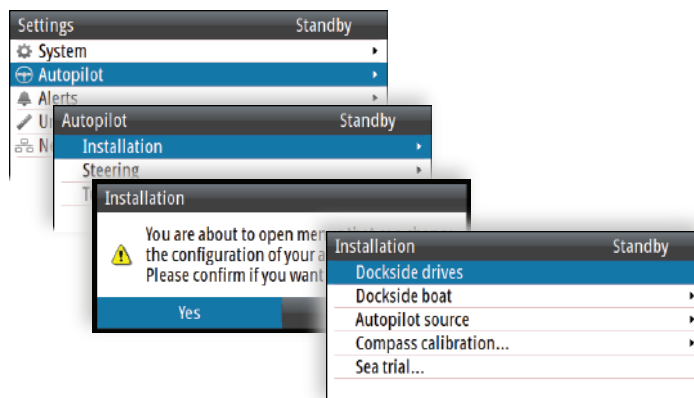 Settings Standby
System
Autopilot
Alerts
Autopilot Standby
Installation
Steering
Installation
You are about to open
the configuration of your
Please confirm if you want
Yes
Installation Standby
Dockside drives
Dockside boat
Autopilot source
Compass calibration...
Sea trial...